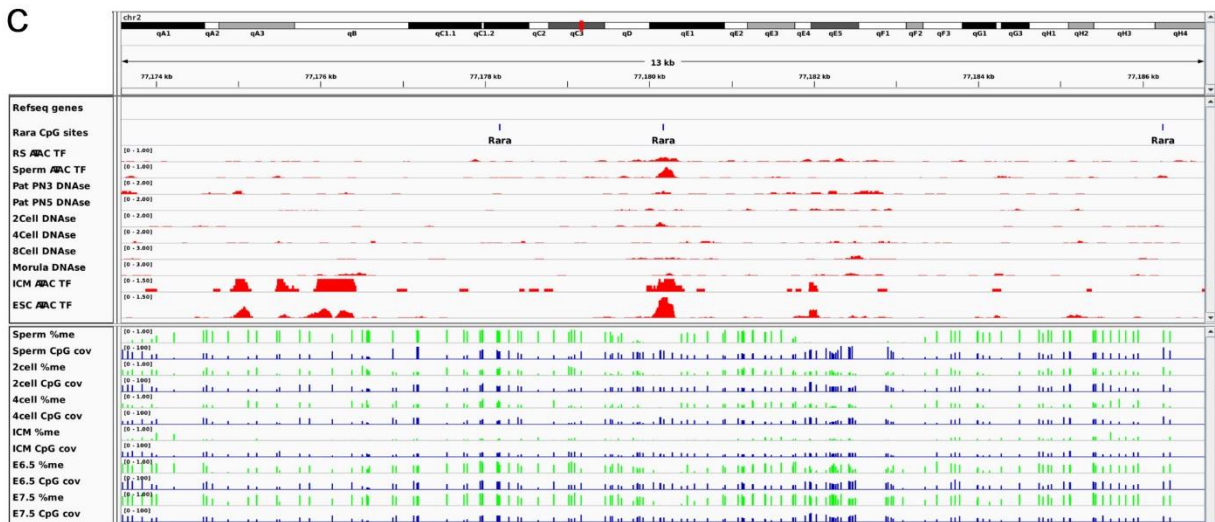 C
chr2
qA1 qA2 qA3 qB qC1.1 qC1.2 qC2 qC3 qD qE1 qE2 qE3 qE4 qE5 qF1 qF2 qF3 qG1 qG3 qH1 qH2 qH3 qH4
13 kb
77,174 kb 77,176 kb 77,178 kb 77,180 kb 77,182 kb 77,184 kb 77,186 kb
Refseq genes
Rara CpG sites
Rara Rara Rara
RS ATAC TF [0 - 1.00]
Sperm ATAC TF [0 - 1.00]
Pat PN3 DNAse [0 - 2.00]
Pat PN5 DNAse [0 - 2.00]
2Cell DNAse [0 - 2.00]
4Cell DNAse [0 - 2.00]
8Cell DNAse [0 - 3.00]
Morula DNAse [0 - 3.00]
ICM ATAC TF [0 - 1.50]
ESC ATAC TF [0 - 1.50]
Sperm %me [0 - 1.00]
Sperm CpG cov [0 - 100]
2cell %me [0 - 1.00]
2cell CpG cov [0 - 100]
4cell %me [0 - 1.00]
4cell CpG cov [0 - 100]
ICM %me [0 - 1.00]
ICM CpG cov [0 - 100]
E6.5 %me [0 - 1.00]
E6.5 CpG cov [0 - 100]
E7.5 %me [0 - 1.00]
E7.5 CpG cov [0 - 100]